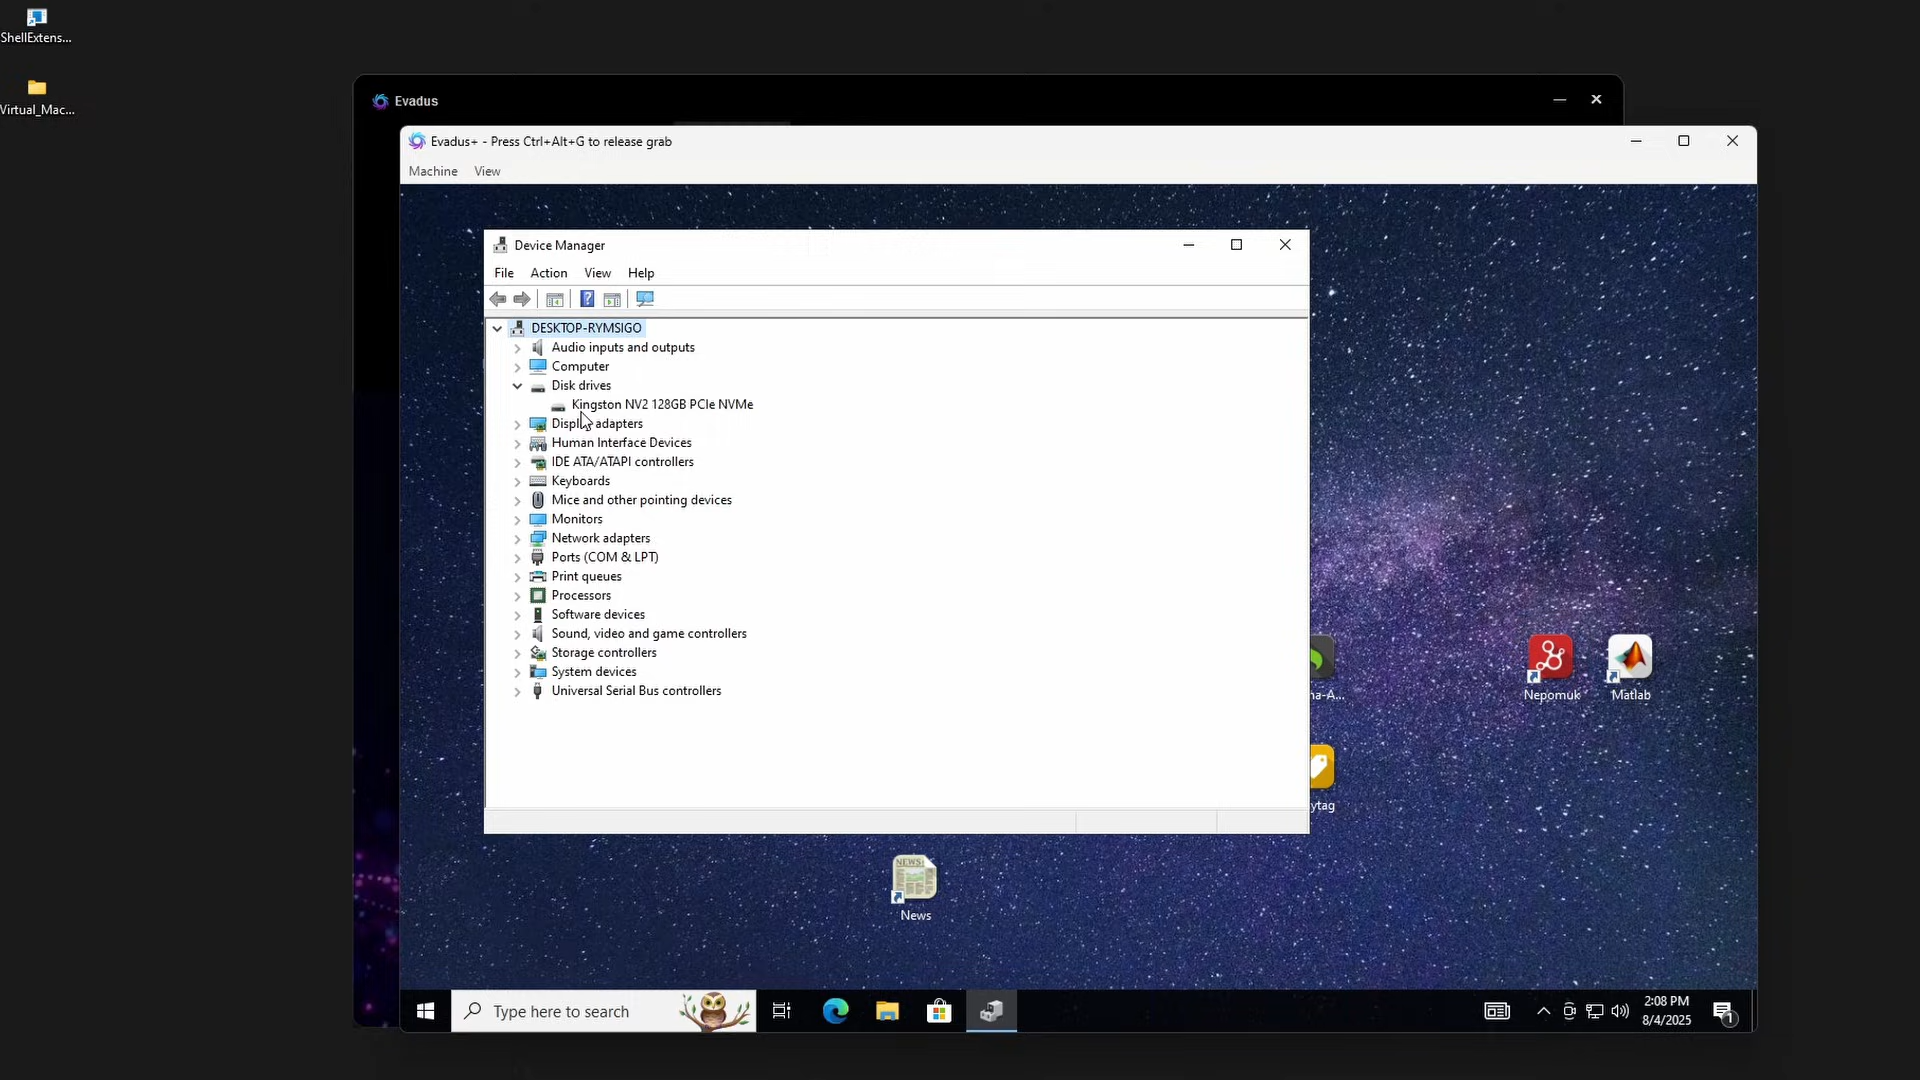 ShellExtens...
Virtual_Mac...
Evadus
Evadus+ - Press Ctrl+Alt+G to release grab
Machine View
Device Manager
File Action View Help
DESKTOP-RYMSIGO
Audio inputs and outputs
Computer
Disk drives
Kingston NV2 128GB PCIe NVMe
Display adapters
Human Interface Devices
IDE ATA/ATAPI controllers
Keyboards
Mice and other pointing devices
Monitors
Network adapters
Ports (COM & LPT)
Print queues
Processors
Software devices
Sound, video and game controllers
Storage controllers
System devices
Universal Serial Bus controllers
na-A...
Nepomuk
Matlab
ytag
NEWS
News
Type here to search
2:08 PM
8/4/2025
1